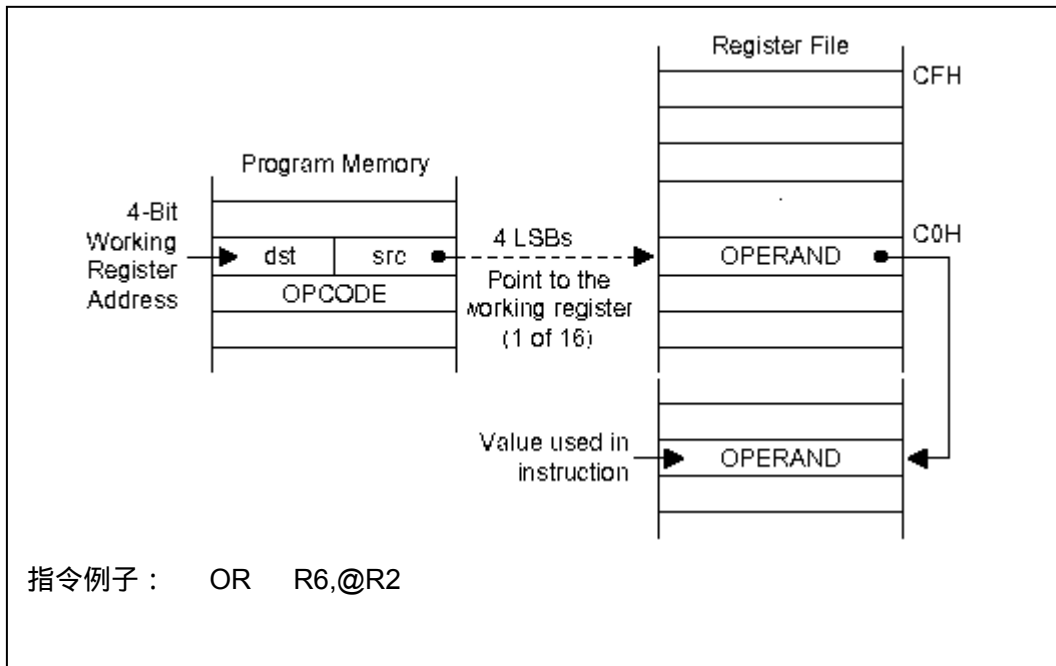 Register File
CFH
Program Memory
4-Bit
Working
Register
Address
dst
src
OPCODE
4 LSBs
Point to the
working register
(1 of 16)
C0H
OPERAND
Value used in
instruction
OPERAND
指令例子： OR R6,@R2